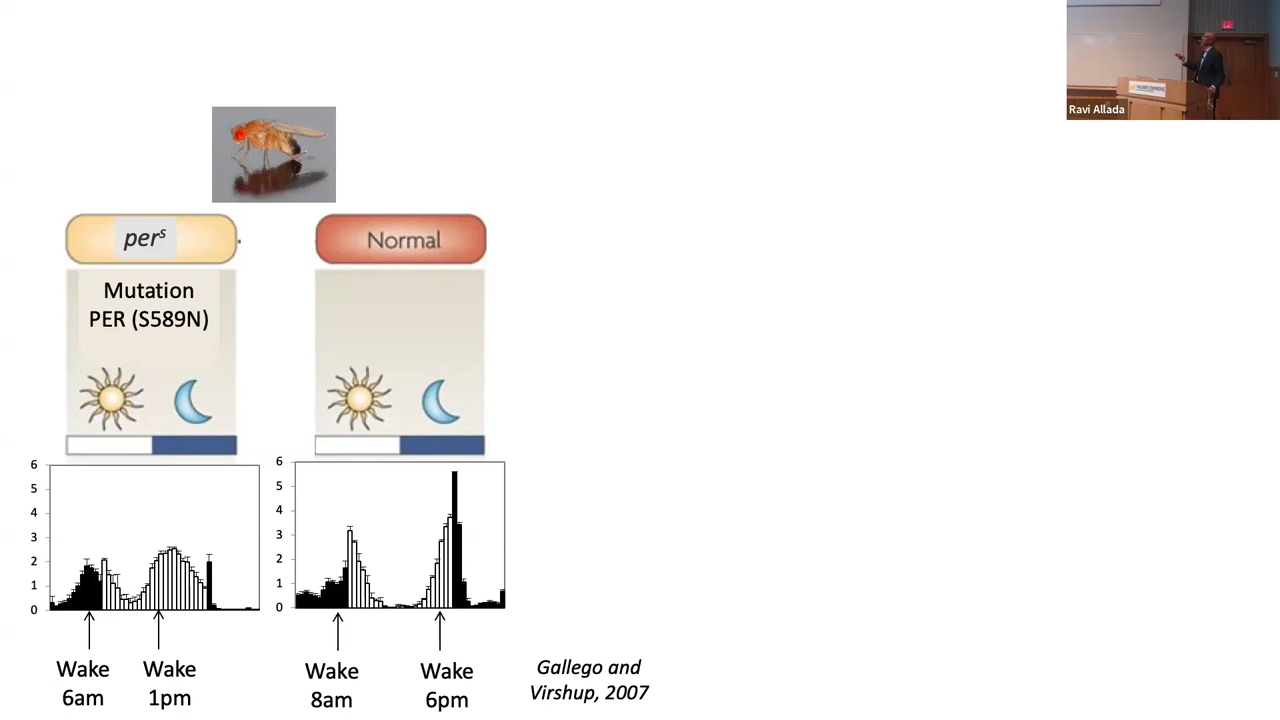 Ravi Allada
per^s
Normal
Mutation
PER (S589N)
6
5
4
3
2
1
0
6
5
4
3
2
1
0
Wake
6am
Wake
1pm
Wake
8am
Wake
6pm
Gallego and
Virshup, 2007